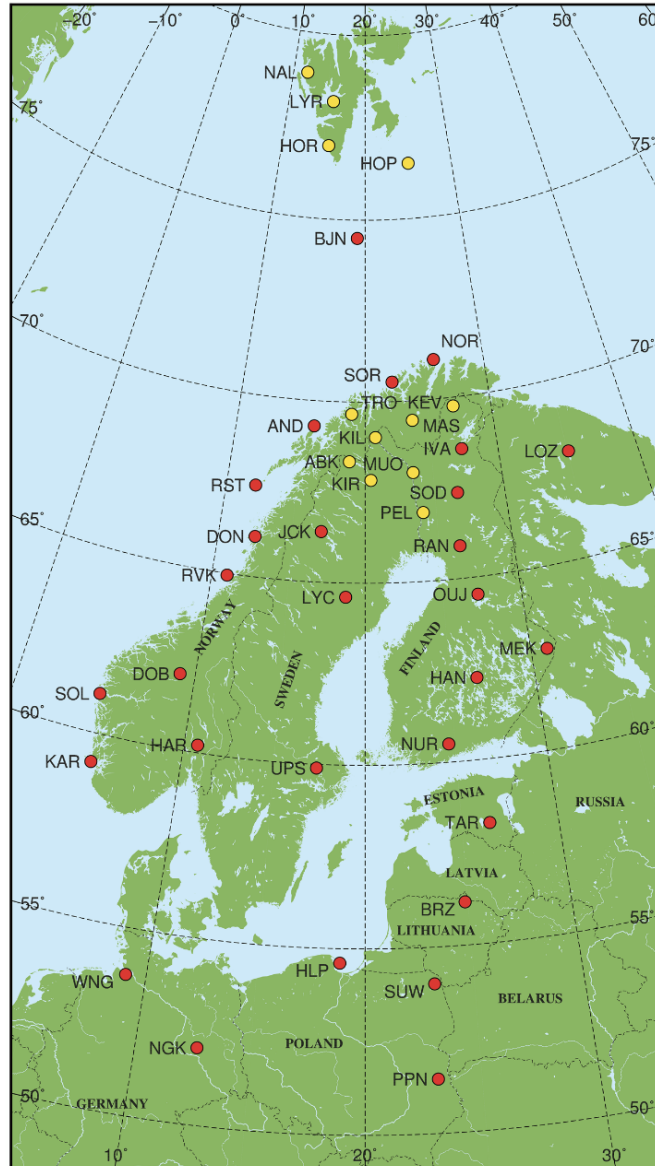 −20° −10° 0° 10° 20° 30° 40° 50° 60°
NAL
75°
LYR
75°
HOR
HOP
BJN
70°
70°
NOR
SOR
TRO KEV
AND
MAS
KIL
IVA
LOZ
ABK MUO
RST
KIR
SOD
PEL
65°
65°
DON JCK
RAN
RVK
LYC
OUJ
NORWAY
FINLAND
MEK
SWEDEN
DOB
HAN
SOL
60°
60°
HAR
NUR
KAR
UPS
ESTONIA
RUSSIA
TAR
LATVIA
55°
BRZ
55°
LITHUANIA
HLP
WNG
SUW
BELARUS
NGK
POLAND
PPN
50°
GERMANY
50°
10° 20° 30°